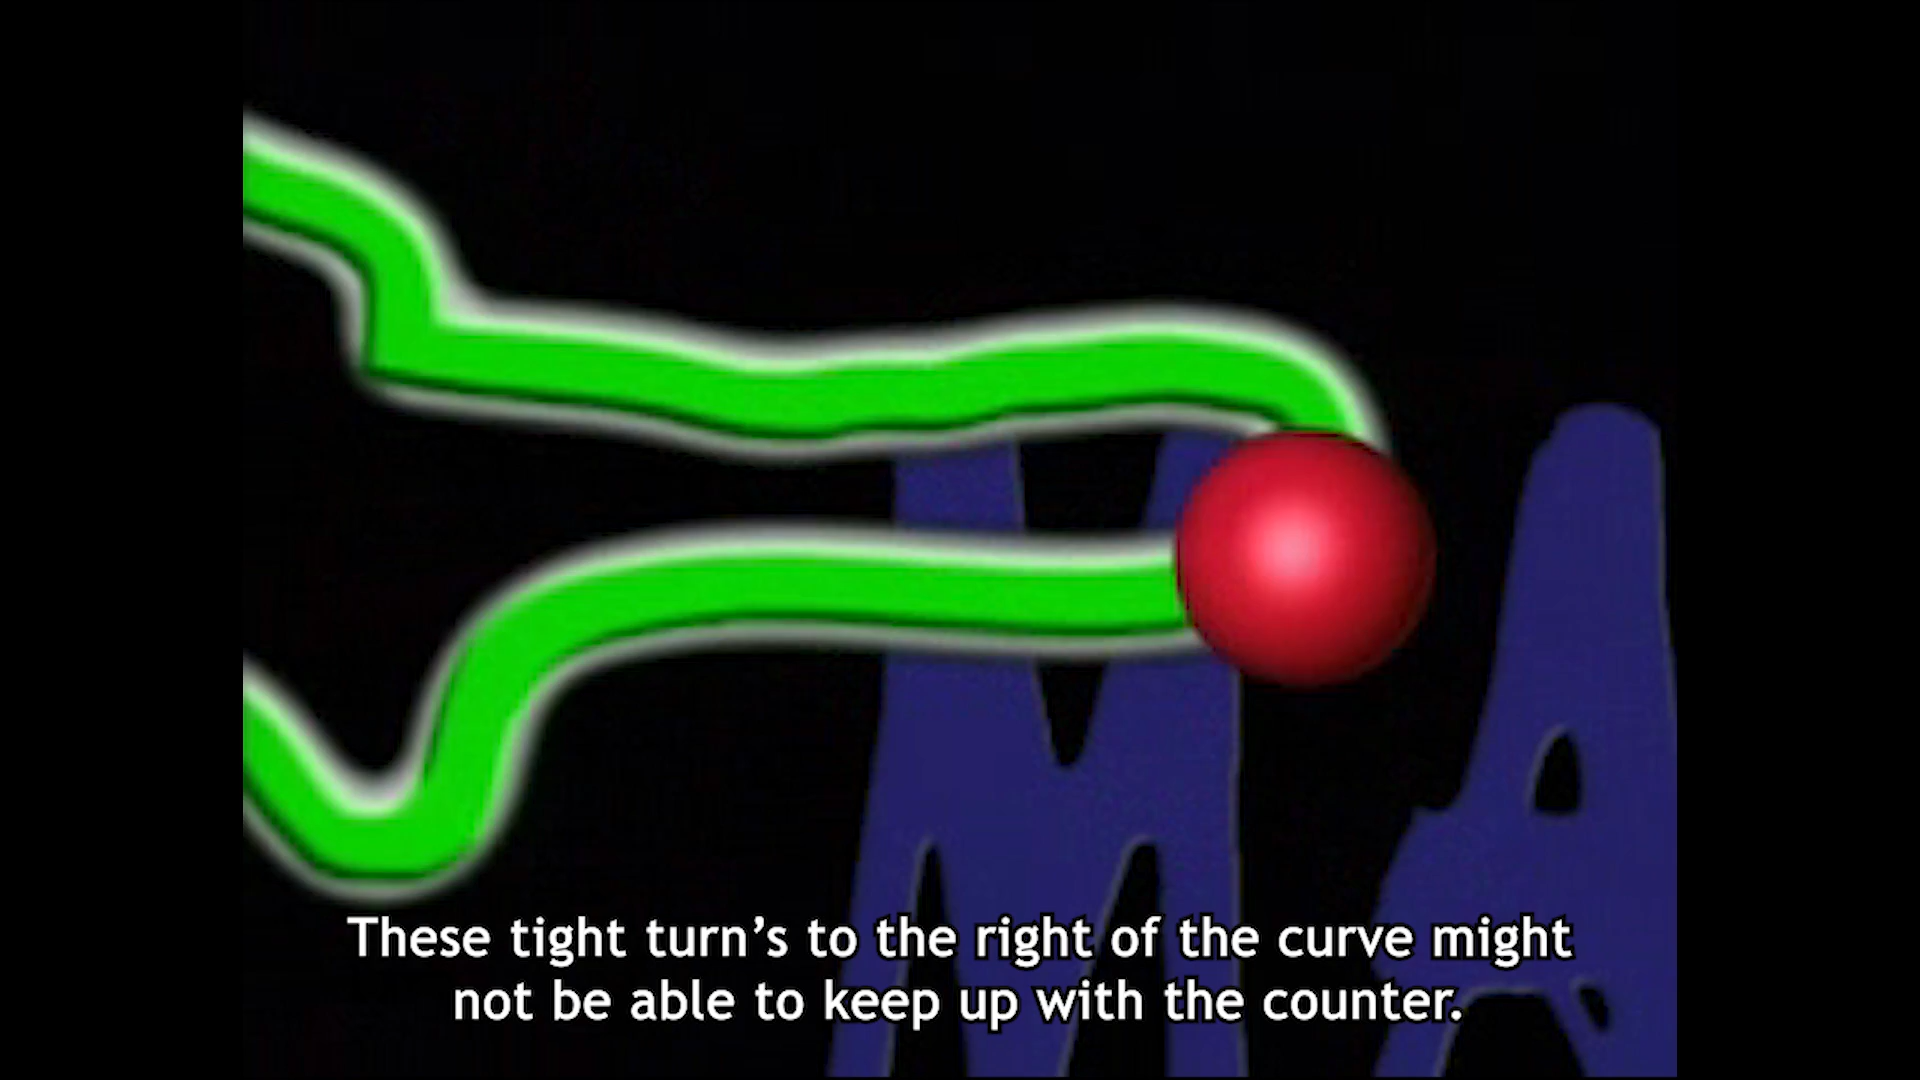 MA
These tight turn’s to the right of the curve might
not be able to keep up with the counter.